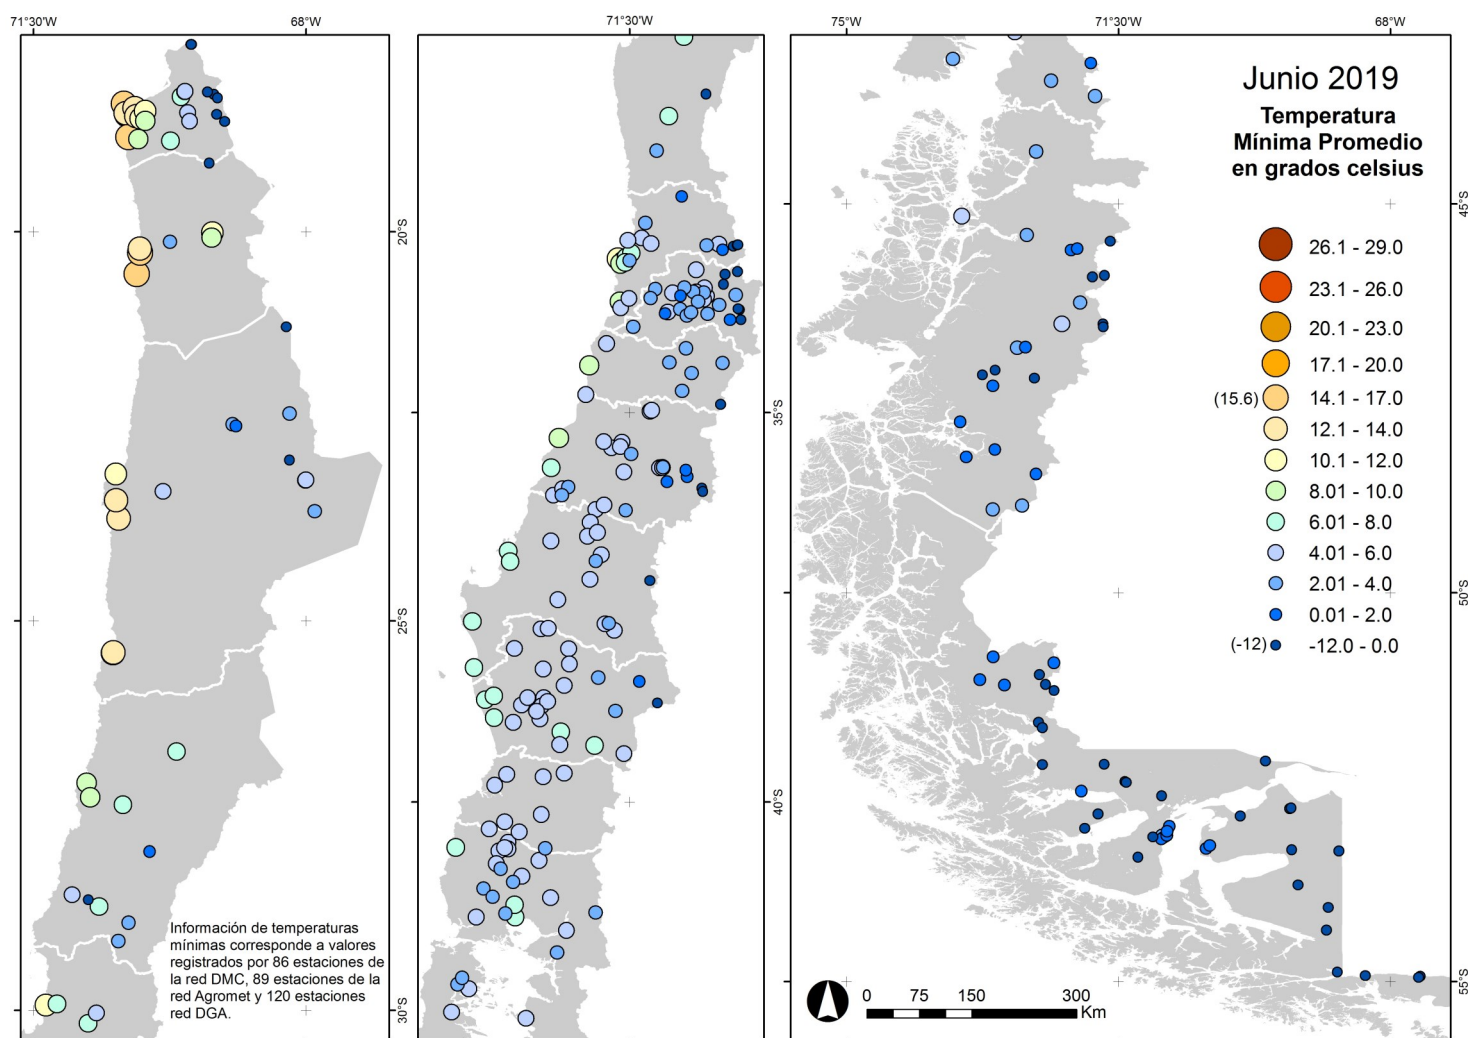 71°30'W
68°W
71°30'W
75°W
71°30'W
68°W
20°S
25°S
30°S
35°S
40°S
45°S
50°S
55°S
Junio 2019
Temperatura
Mínima Promedio
en grados celsius
26.1 - 29.0
23.1 - 26.0
20.1 - 23.0
17.1 - 20.0
(15.6) 14.1 - 17.0
12.1 - 14.0
10.1 - 12.0
8.01 - 10.0
6.01 - 8.0
4.01 - 6.0
2.01 - 4.0
0.01 - 2.0
(-12) -12.0 - 0.0
Información de temperaturas
mínimas corresponde a valores
registrados por 86 estaciones de
la red DMC, 89 estaciones de la
red Agromet y 120 estaciones
red DGA.
0 75 150 300
Km